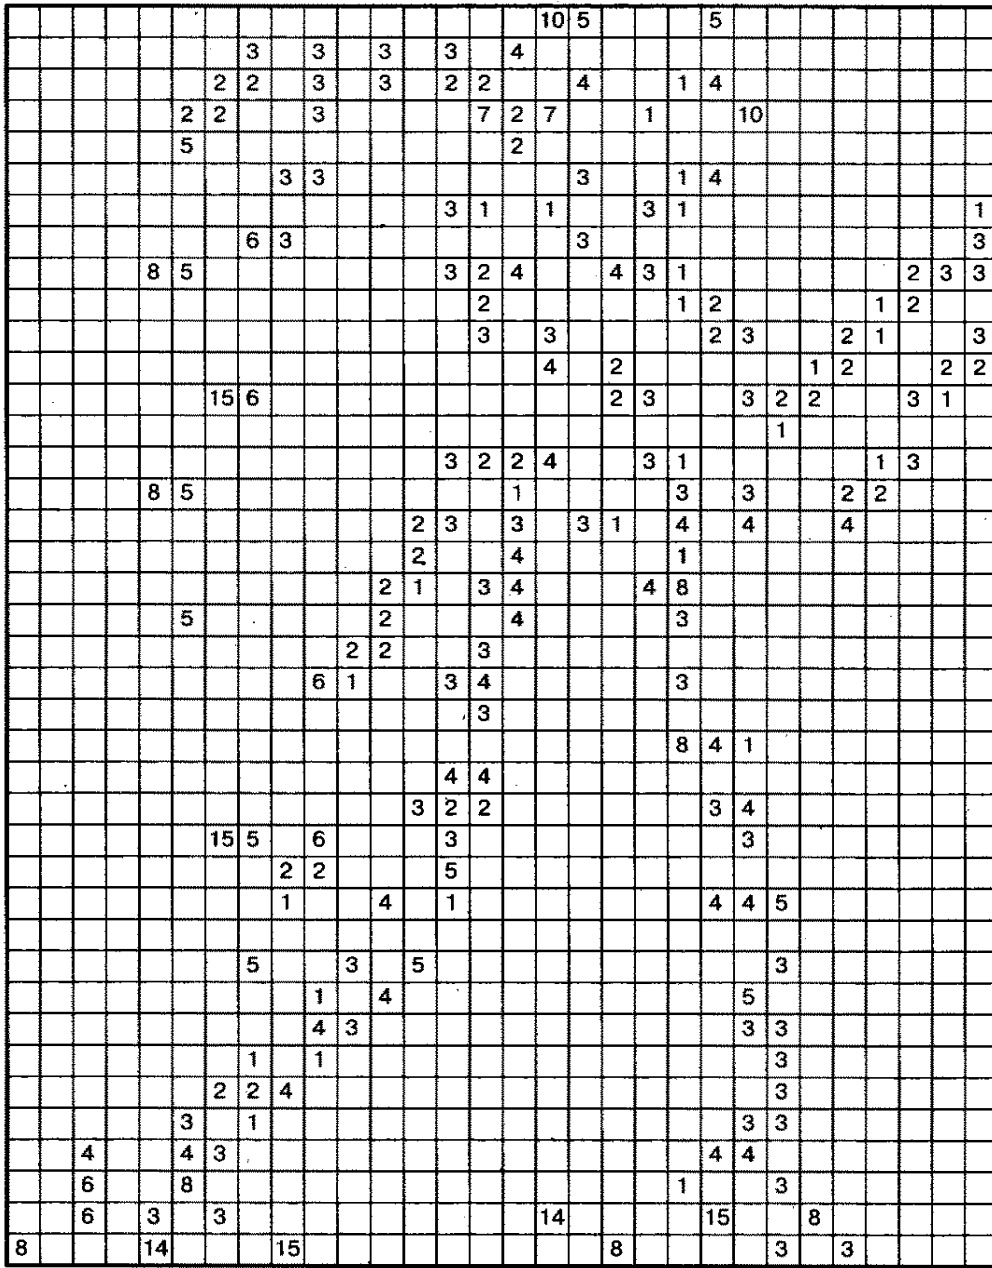 10 5 5
3 3 3 3 4
2 2 3 3 2 2 4 1 4
2 2 3 7 2 7 1 10
5 2
3 3 3 1 4
3 1 1 3 1 1
6 3 3 3
8 5 3 2 4 4 3 1 2 3 3
2 1 2 1 2
3 3 2 3 2 1 3
4 2 1 2 2 2
15 6 2 3 3 2 2 3 1
1
3 2 2 4 3 1 1 3
8 5 1 3 3 2 2
2 3 3 3 1 4 4 4
2 4 1
2 1 3 4 4 8
5 2 4 3
2 2 3
6 1 3 4 3
3
8 4 1
4 4
3 2 2 3 4
15 5 6 3 3
2 2 5
1 4 1 4 4 5
5 3 5 3
1 4 5
4 3 3 3
1 1 3
2 2 4 3
3 1 3 3
4 4 3 4 4
6 8 1 3
6 3 3 14 15 8
8 14 15 8 3 3